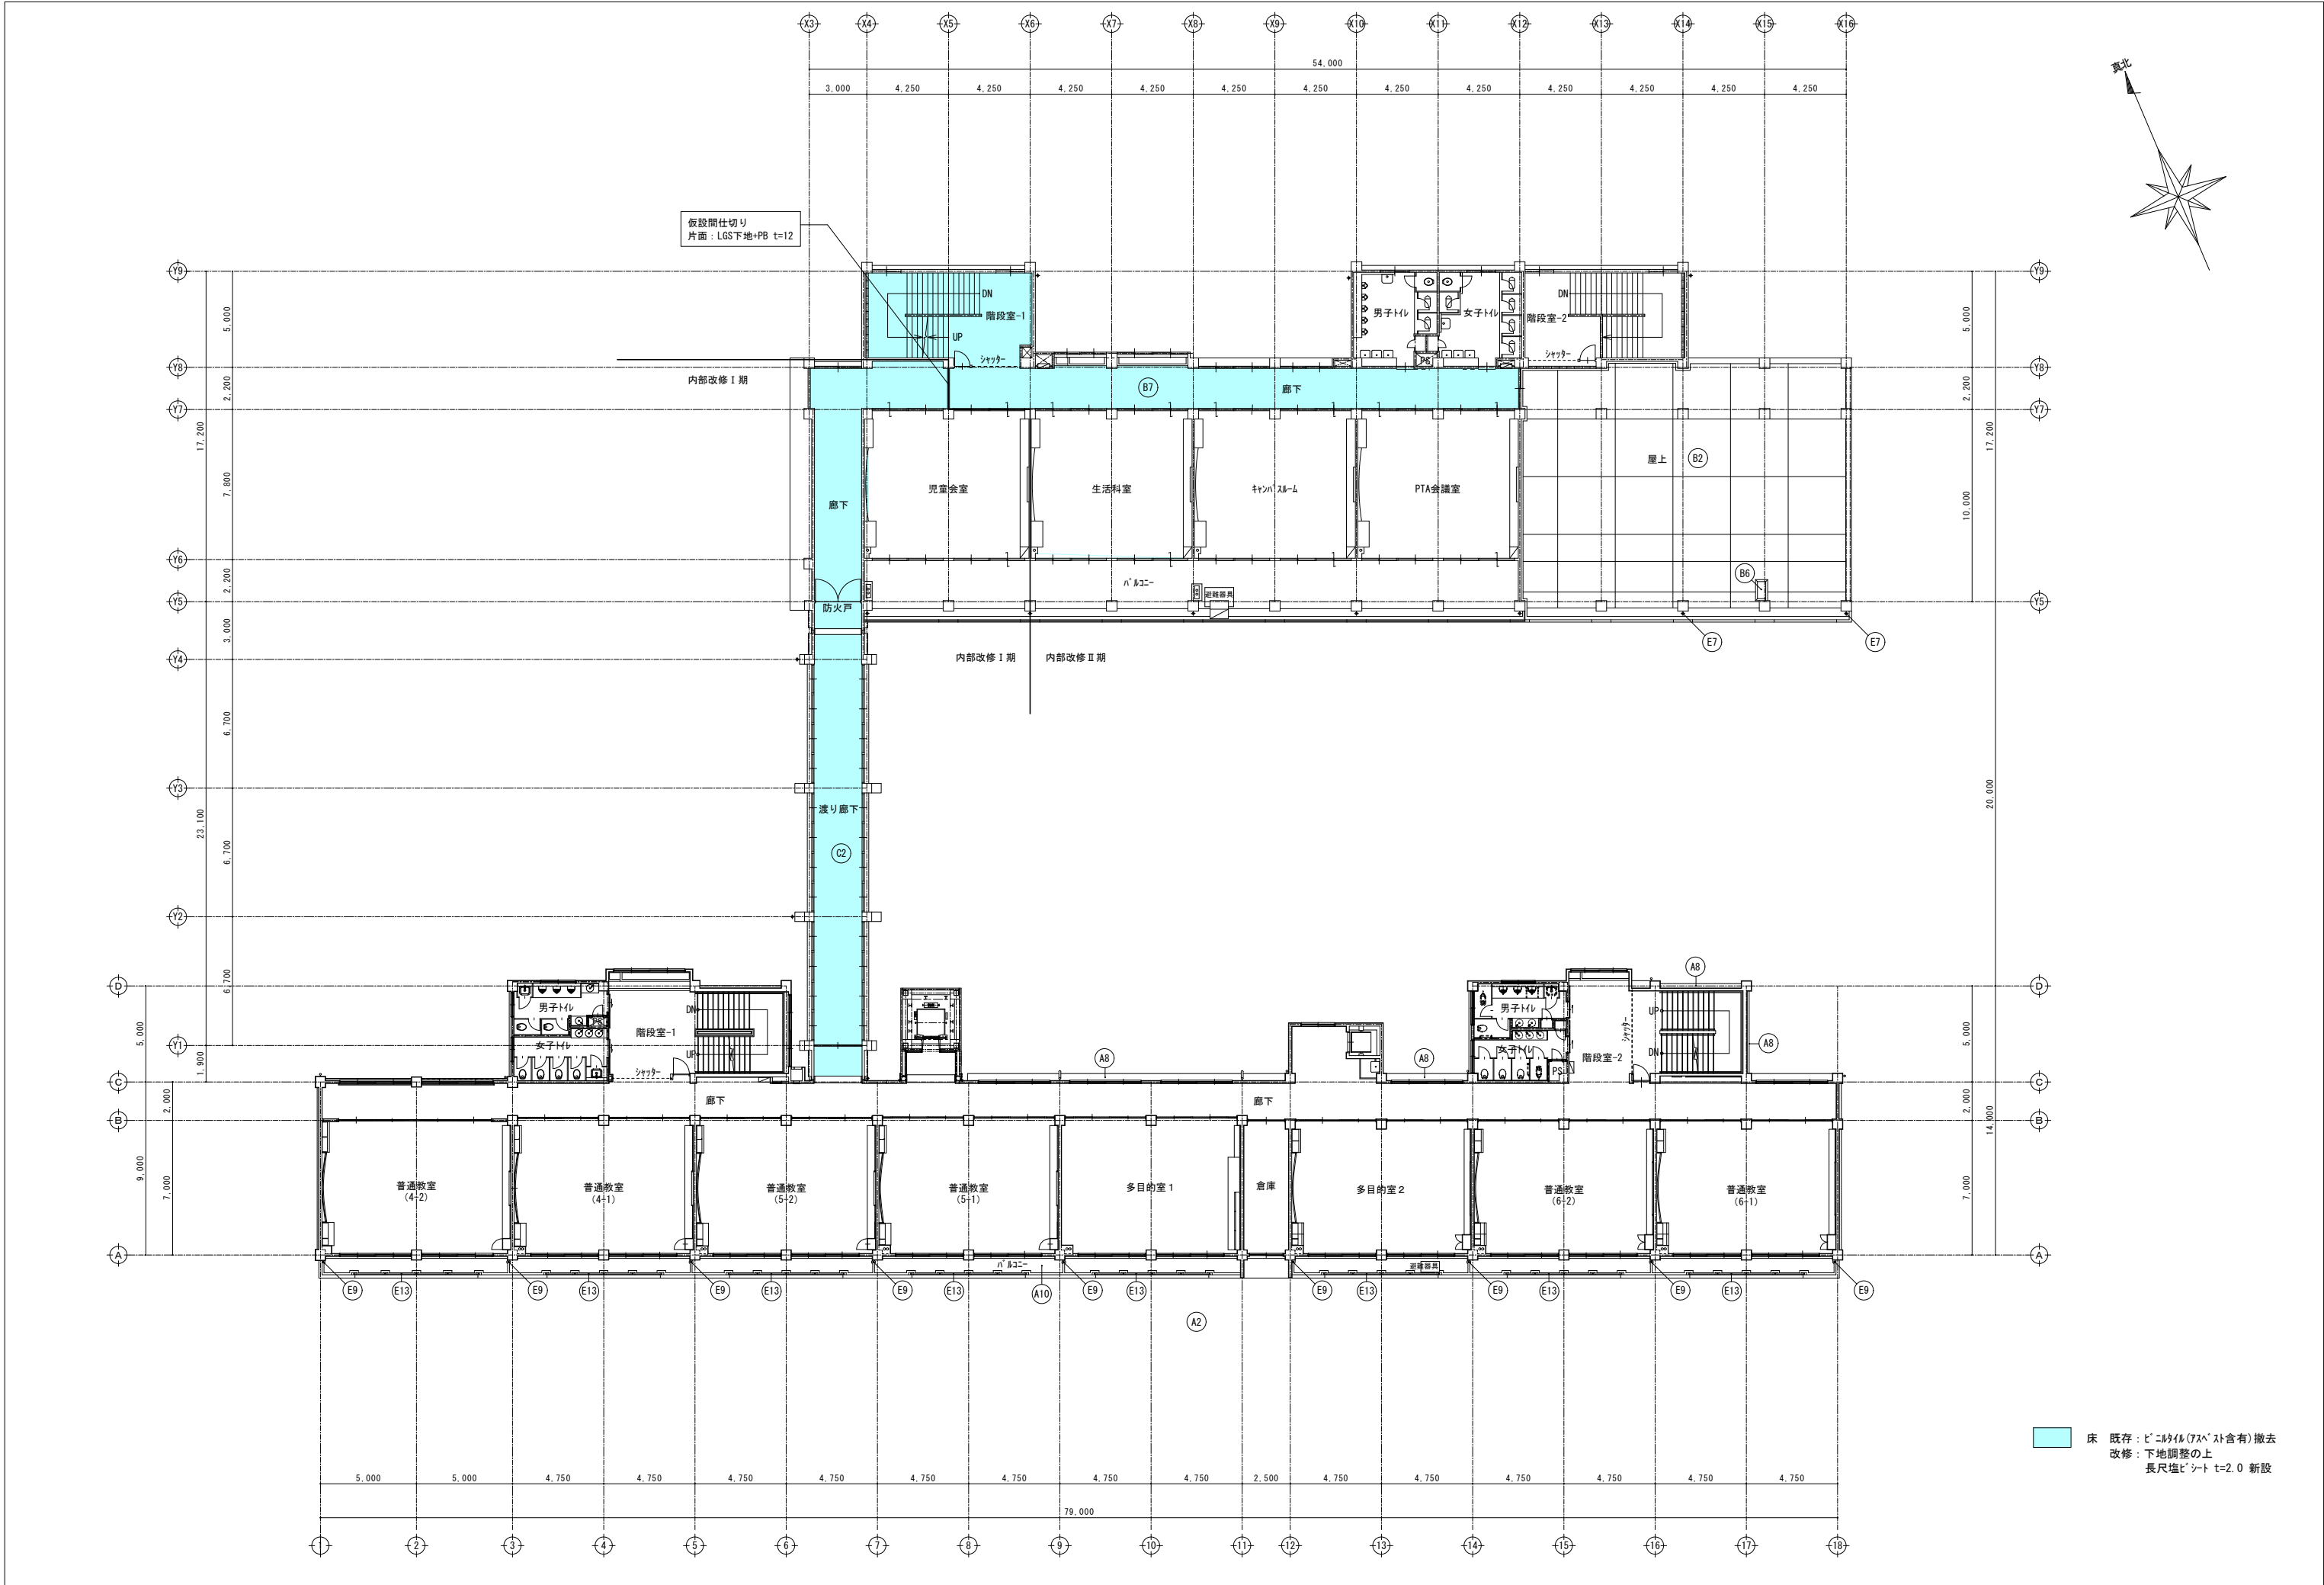 X3 X4 X5 X6 X7 X8 X9 X10 X11 X12 X13 X14 X15 X16
54,000
3,000 4,250 4,250 4,250 4,250 4,250 4,250 4,250 4,250 4,250 4,250 4,250 4,250
真北
仮設間仕切り
片面：LGS下地+PB t=12
Y9 Y9
DN
階段室-1
UP
シャッター
男子トイレ
女子トイレ
PS
DN
階段室-2
シャッター
5,000 5,000
Y8 Y8
内部改修Ⅰ期
2,200 2,200
B7
廊下
Y7 Y7
17,200 17,200
7,800
10,000
廊下
児童会室
生活科室
キャンバスルーム
PTA会議室
屋上
B2
Y6
2,200
バルコニー
避難器具
B6
Y5 Y5
防火戸
3,000
E7
E7
Y4
内部改修Ⅰ期
内部改修Ⅱ期
6,700
Y3
渡り廊下
23,100
20,000
6,700
C2
Y2
6,700
D D
男子トイレ
女子トイレ
DN
階段室-1
UP
シャッター
A8
男子トイレ
女子トイレ
PS
シャッター
UP
階段室-2
DN
A8
A8
A8
5,000 5,000
Y1
1,900
C C
廊下
廊下
2,000 2,000
14,000
B B
9,000
7,000 7,000
普通教室
(4-2)
普通教室
(4-1)
普通教室
(5-2)
普通教室
(5-1)
多目的室１
倉庫
多目的室２
普通教室
(6-2)
普通教室
(6-1)
A A
バルコニー
避難器具
E9 E13 E9 E13 E9 E13 E9 E13 A10 E9 E13 E9 E13 E9 E13 E9 E13 E9
A2
床 既存：ビニルタイル(アスベスト含有)撤去
改修：下地調整の上
長尺塩ビシート t=2.0 新設
5,000 5,000 4,750 4,750 4,750 4,750 4,750 4,750 4,750 4,750 2,500 4,750 4,750 4,750 4,750 4,750 4,750
79,000
1 2 3 4 5 6 7 8 9 10 11 12 13 14 15 16 17 18